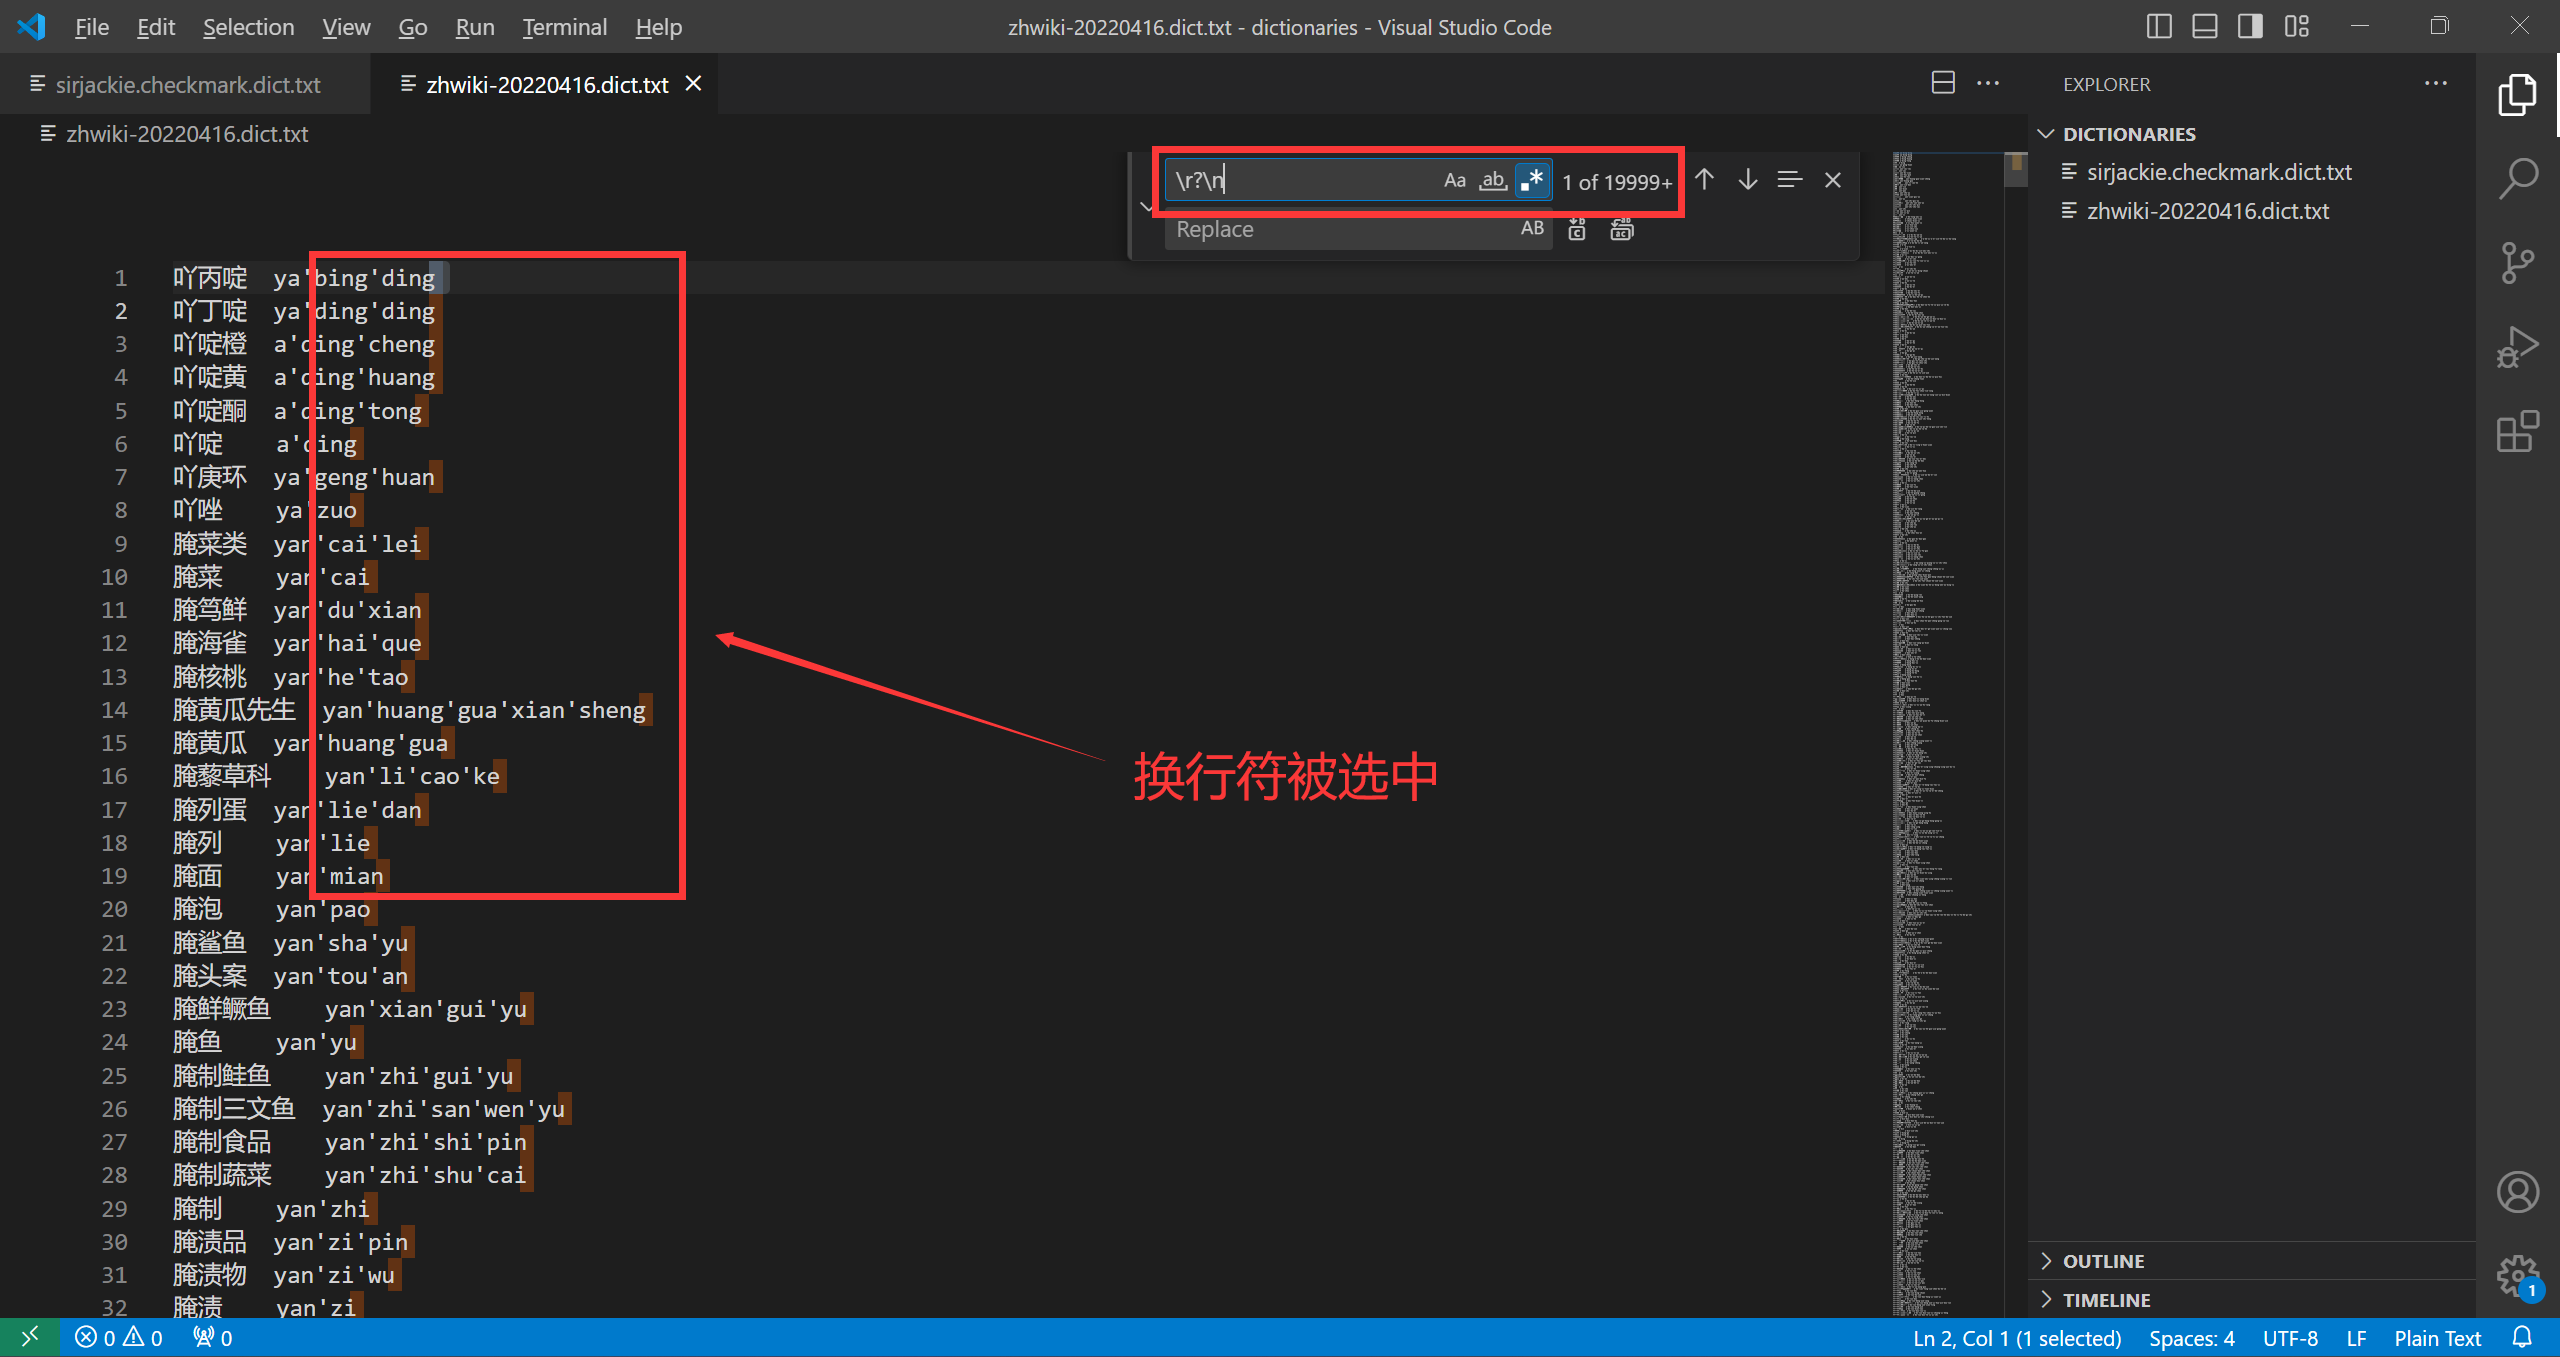 File Edit Selection View Go Run Terminal Help
zhwiki-20220416.dict.txt - dictionaries - Visual Studio Code
sirjackie.checkmark.dict.txt
zhwiki-20220416.dict.txt
zhwiki-20220416.dict.txt
\r?\n
Aa ab .* 1 of 19999+
Replace
AB
1 吖丙啶 ya'bing'ding
2 吖丁啶 ya'ding'ding
3 吖啶橙 a'ding'cheng
4 吖啶黄 a'ding'huang
5 吖啶酮 a'ding'tong
6 吖啶 a'ding
7 吖庚环 ya'geng'huan
8 吖唑 ya'zuo
9 腌菜类 yan'cai'lei
10 腌菜 yan'cai
11 腌笃鲜 yan'du'xian
12 腌海雀 yan'hai'que
13 腌核桃 yan'he'tao
14 腌黄瓜先生 yan'huang'gua'xian'sheng
15 腌黄瓜 yan'huang'gua
16 腌藜草科 yan'li'cao'ke
17 腌列蛋 yan'lie'dan
18 腌列 yan'lie
19 腌面 yan'mian
20 腌泡 yan'pao
21 腌鲨鱼 yan'sha'yu
22 腌头案 yan'tou'an
23 腌鲜鳜鱼 yan'xian'gui'yu
24 腌鱼 yan'yu
25 腌制鲑鱼 yan'zhi'gui'yu
26 腌制三文鱼 yan'zhi'san'wen'yu
27 腌制食品 yan'zhi'shi'pin
28 腌制蔬菜 yan'zhi'shu'cai
29 腌制 yan'zhi
30 腌渍品 yan'zi'pin
31 腌渍物 yan'zi'wu
32 腌渍 yan'zi
换行符被选中
EXPLORER
DICTIONARIES
sirjackie.checkmark.dict.txt
zhwiki-20220416.dict.txt
OUTLINE
TIMELINE
1
0 0 0
Ln 2, Col 1 (1 selected) Spaces: 4 UTF-8 LF Plain Text